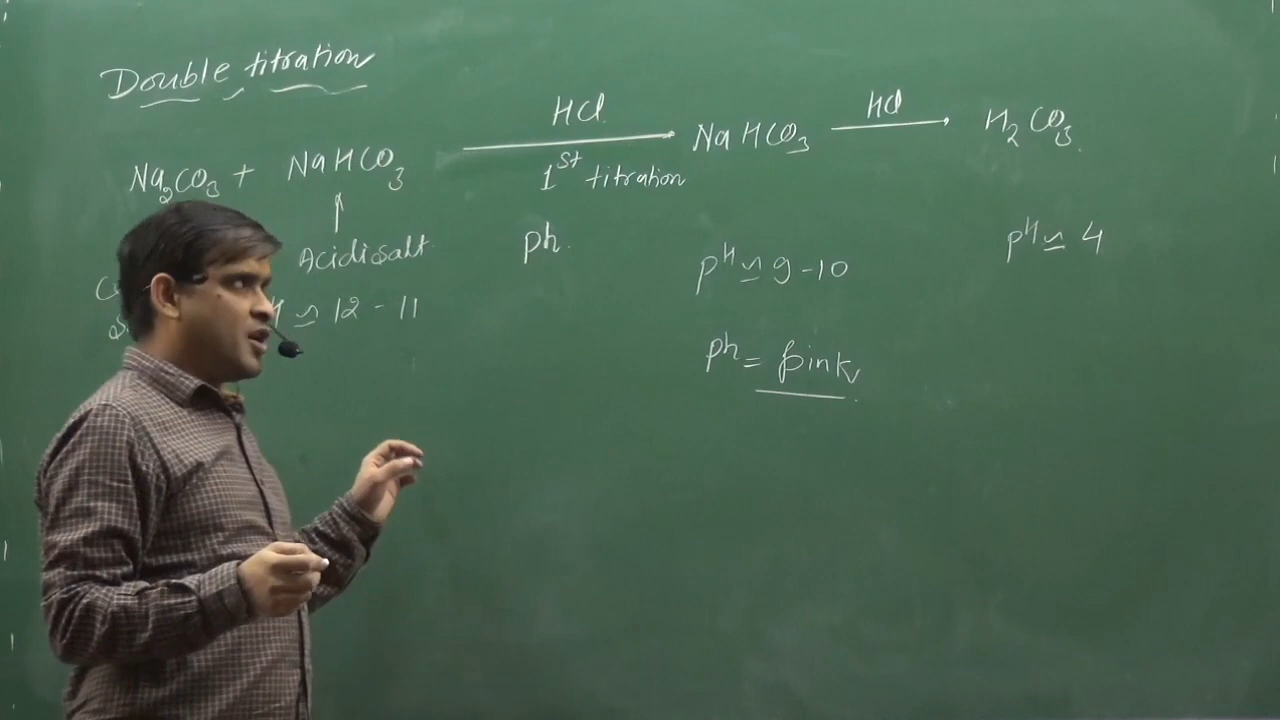 Double titration
Na2CO3 + NaHCO3
Acidic salt
≃ 12 - 11
HCl
1st titration
ph.
NaHCO3
pH ≃ 9-10
ph = pink
HCl
H2CO3.
pH ≃ 4